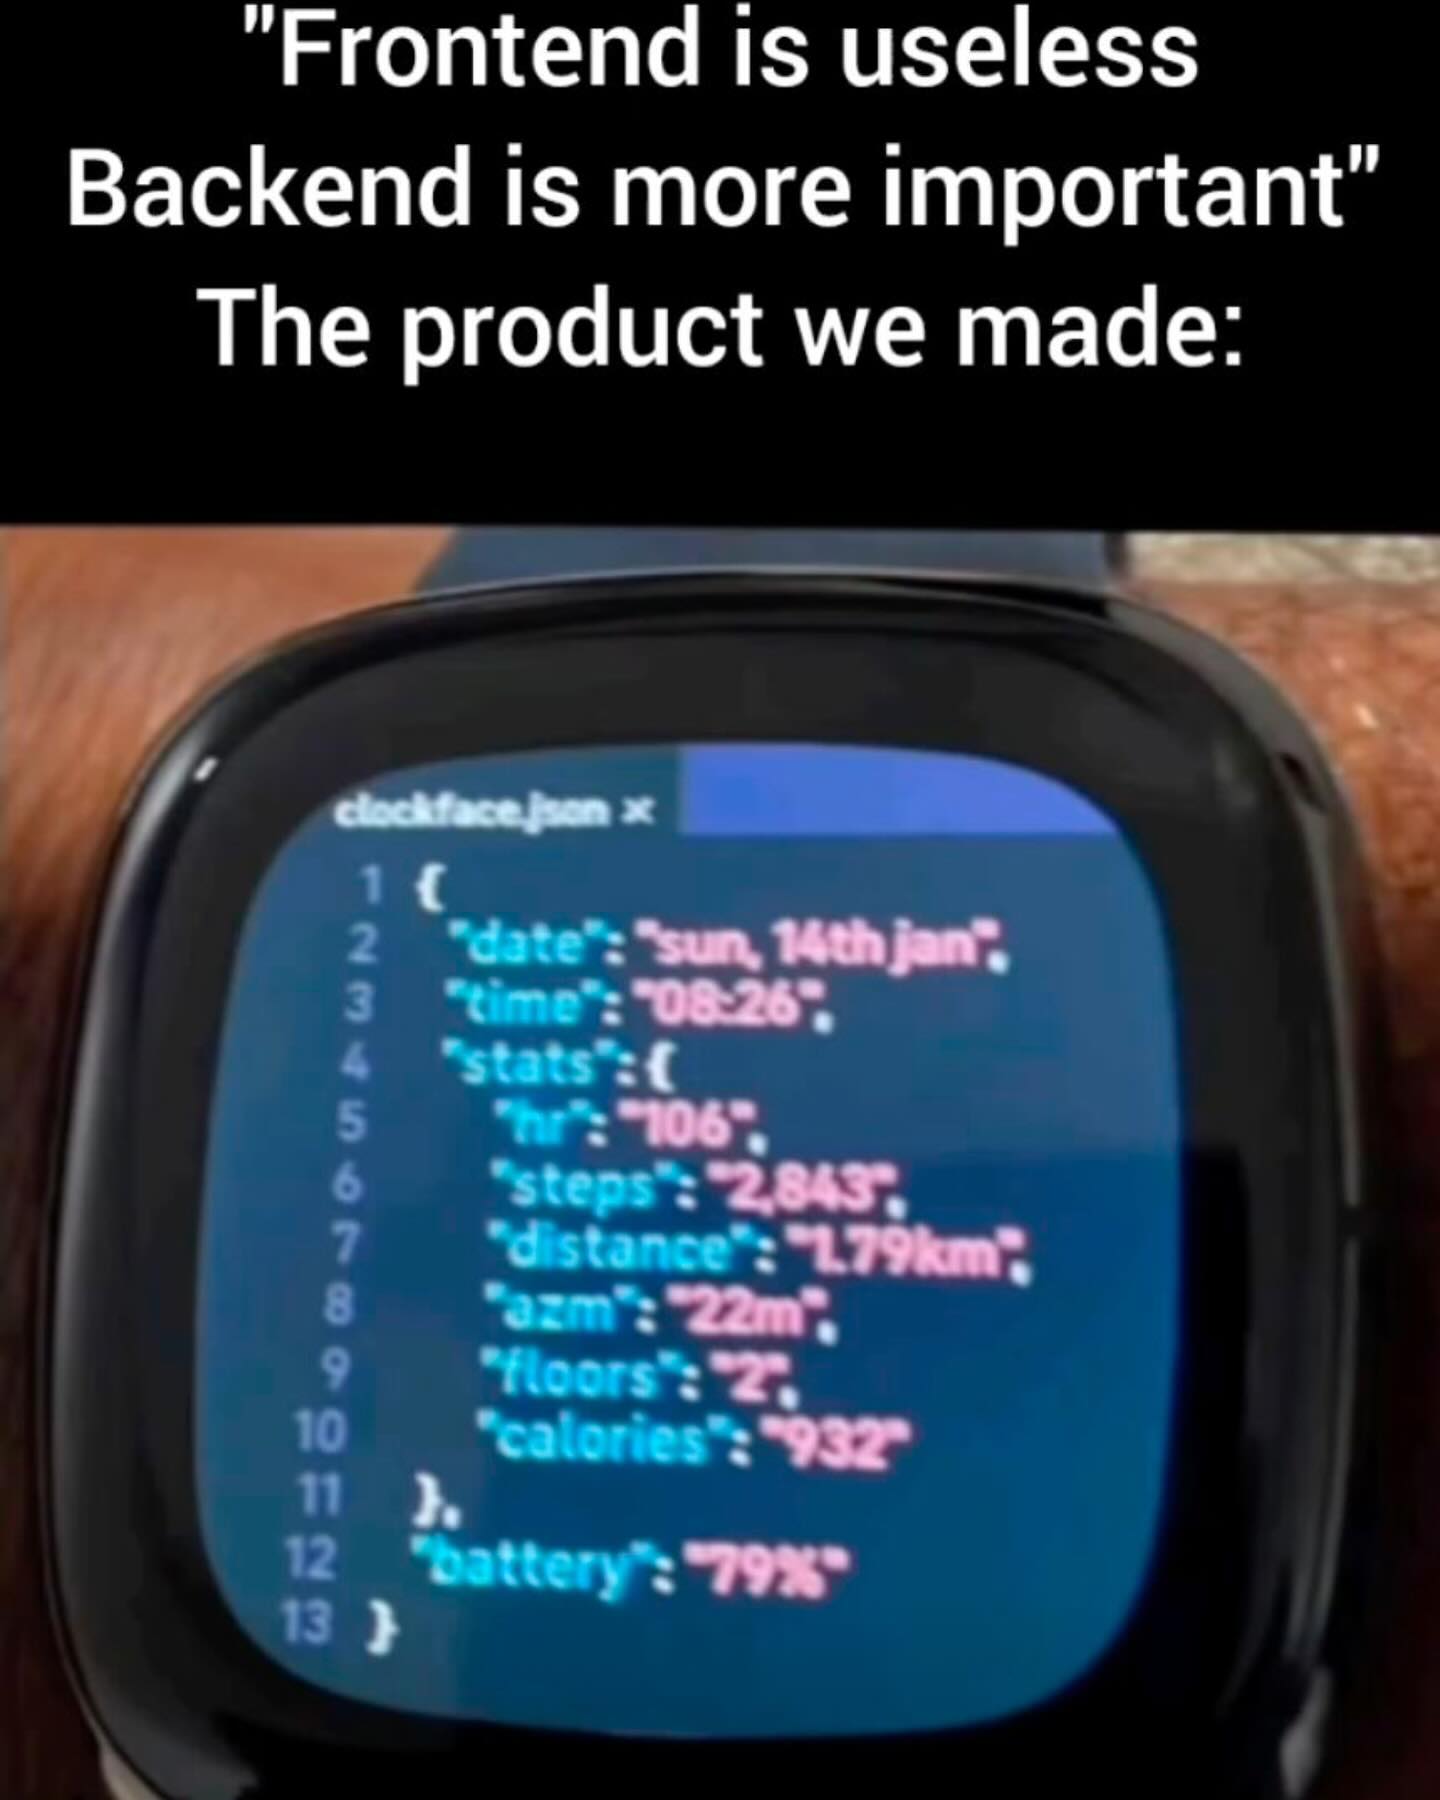 "Frontend is useless
Backend is more important"
The product we made:
clockface.json ×
1 {
2 "date": "sun, 14th jan",
3 "time": "08:26",
4 "stats": {
5 "hr": "106",
6 "steps": "2,843",
7 "distance": "1.79km",
8 "azm": "22m",
9 "floors": "2",
10 "calories": "932"
11 },
12 "battery": "79%"
13 }